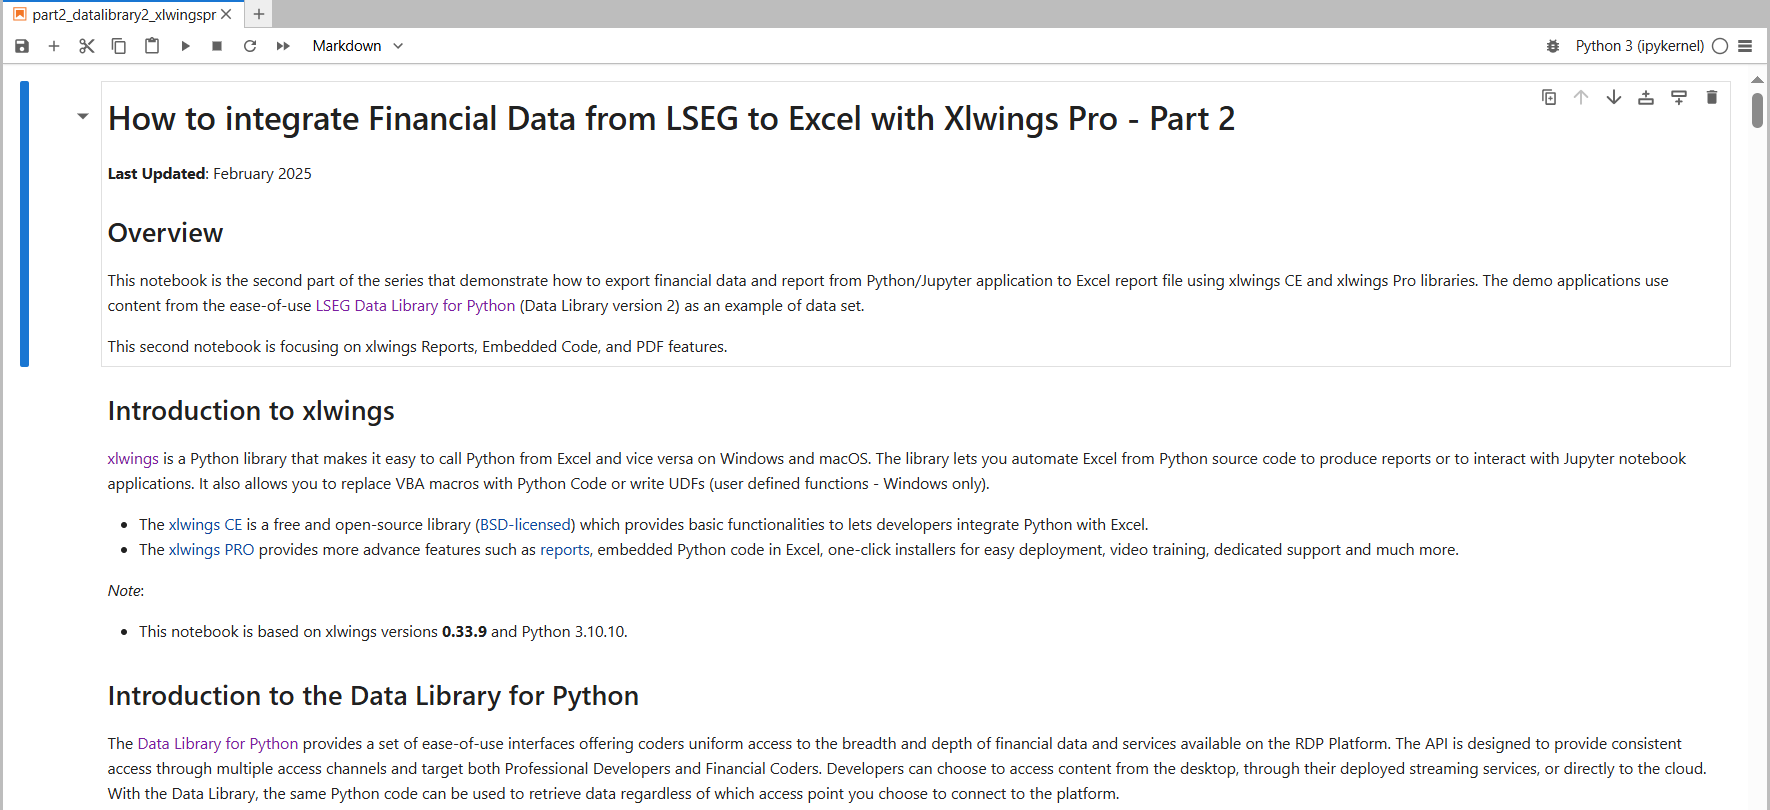 part2_datalibrary2_xlwingspr
Markdown
Python 3 (ipykernel)
How to integrate Financial Data from LSEG to Excel with Xlwings Pro - Part 2
Last Updated: February 2025
Overview
This notebook is the second part of the series that demonstrate how to export financial data and report from Python/Jupyter application to Excel report file using xlwings CE and xlwings Pro libraries. The demo applications use
content from the ease-of-use LSEG Data Library for Python (Data Library version 2) as an example of data set.
This second notebook is focusing on xlwings Reports, Embedded Code, and PDF features.
Introduction to xlwings
xlwings is a Python library that makes it easy to call Python from Excel and vice versa on Windows and macOS. The library lets you automate Excel from Python source code to produce reports or to interact with Jupyter notebook
applications. It also allows you to replace VBA macros with Python Code or write UDFs (user defined functions - Windows only).
• The xlwings CE is a free and open-source library (BSD-licensed) which provides basic functionalities to lets developers integrate Python with Excel.
• The xlwings PRO provides more advance features such as reports, embedded Python code in Excel, one-click installers for easy deployment, video training, dedicated support and much more.
Note:
• This notebook is based on xlwings versions 0.33.9 and Python 3.10.10.
Introduction to the Data Library for Python
The Data Library for Python provides a set of ease-of-use interfaces offering coders uniform access to the breadth and depth of financial data and services available on the RDP Platform. The API is designed to provide consistent
access through multiple access channels and target both Professional Developers and Financial Coders. Developers can choose to access content from the desktop, through their deployed streaming services, or directly to the cloud.
With the Data Library, the same Python code can be used to retrieve data regardless of which access point you choose to connect to the platform.